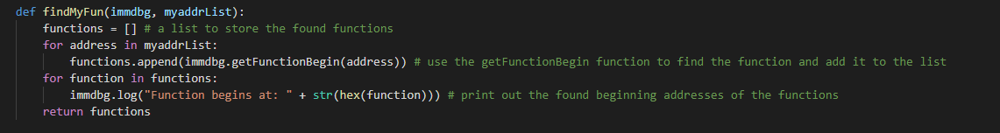 def findMyFun(immdbg, myaddrList):
    functions = [] # a list to store the found functions
    for address in myaddrList:
        functions.append(immdbg.getFunctionBegin(address)) # use the getFunctionBegin function to find the function and add it to the list
    for function in functions:
        immdbg.log("Function begins at: " + str(hex(function))) # print out the found beginning addresses of the functions
    return functions